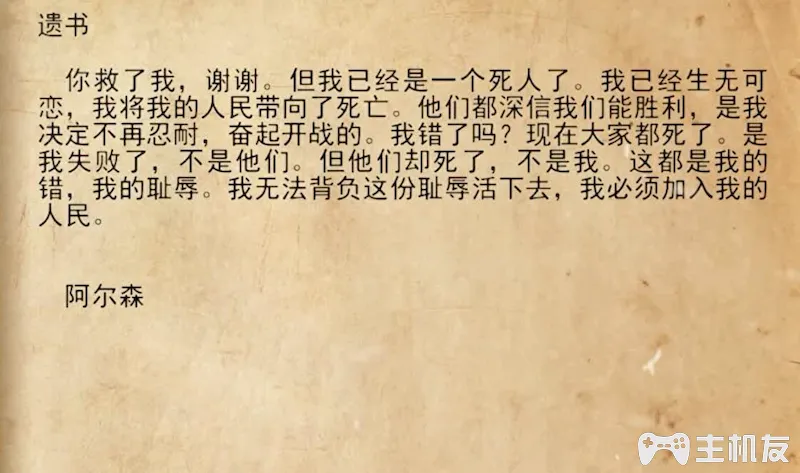 遗书
你救了我，谢谢。但我已经是一个死人了。我已经生无可
恋，我将我的人民带向了死亡。他们都深信我们能胜利，是我
决定不再忍耐，奋起开战的。我错了吗？现在大家都死了。是
我失败了，不是他们。但他们却死了，不是我。这都是我的
错，我的耻辱。我无法背负这份耻辱活下去，我必须加入我的
人民。
阿尔森
主机友